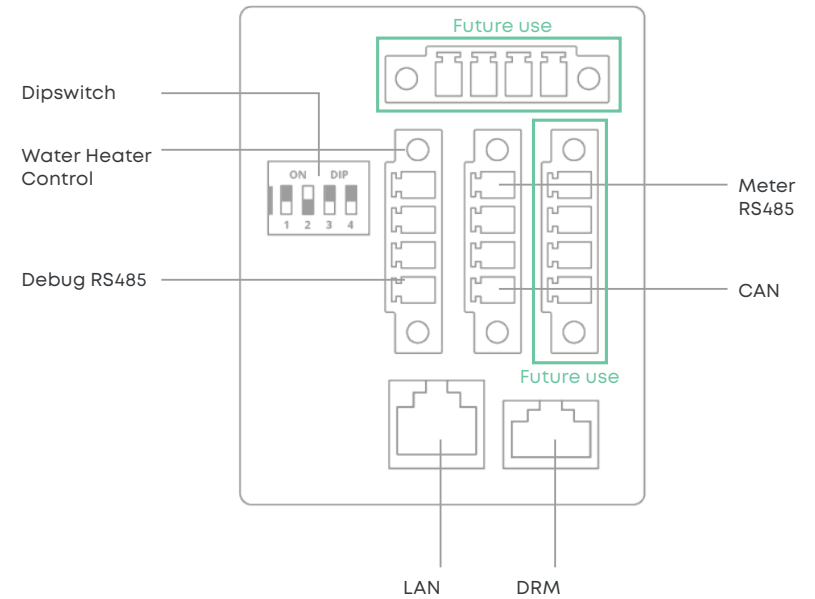 Future use
Dipswitch
Water Heater
Control
ON DIP
1 2 3 4
Meter
RS485
Debug RS485
CAN
Future use
LAN
DRM